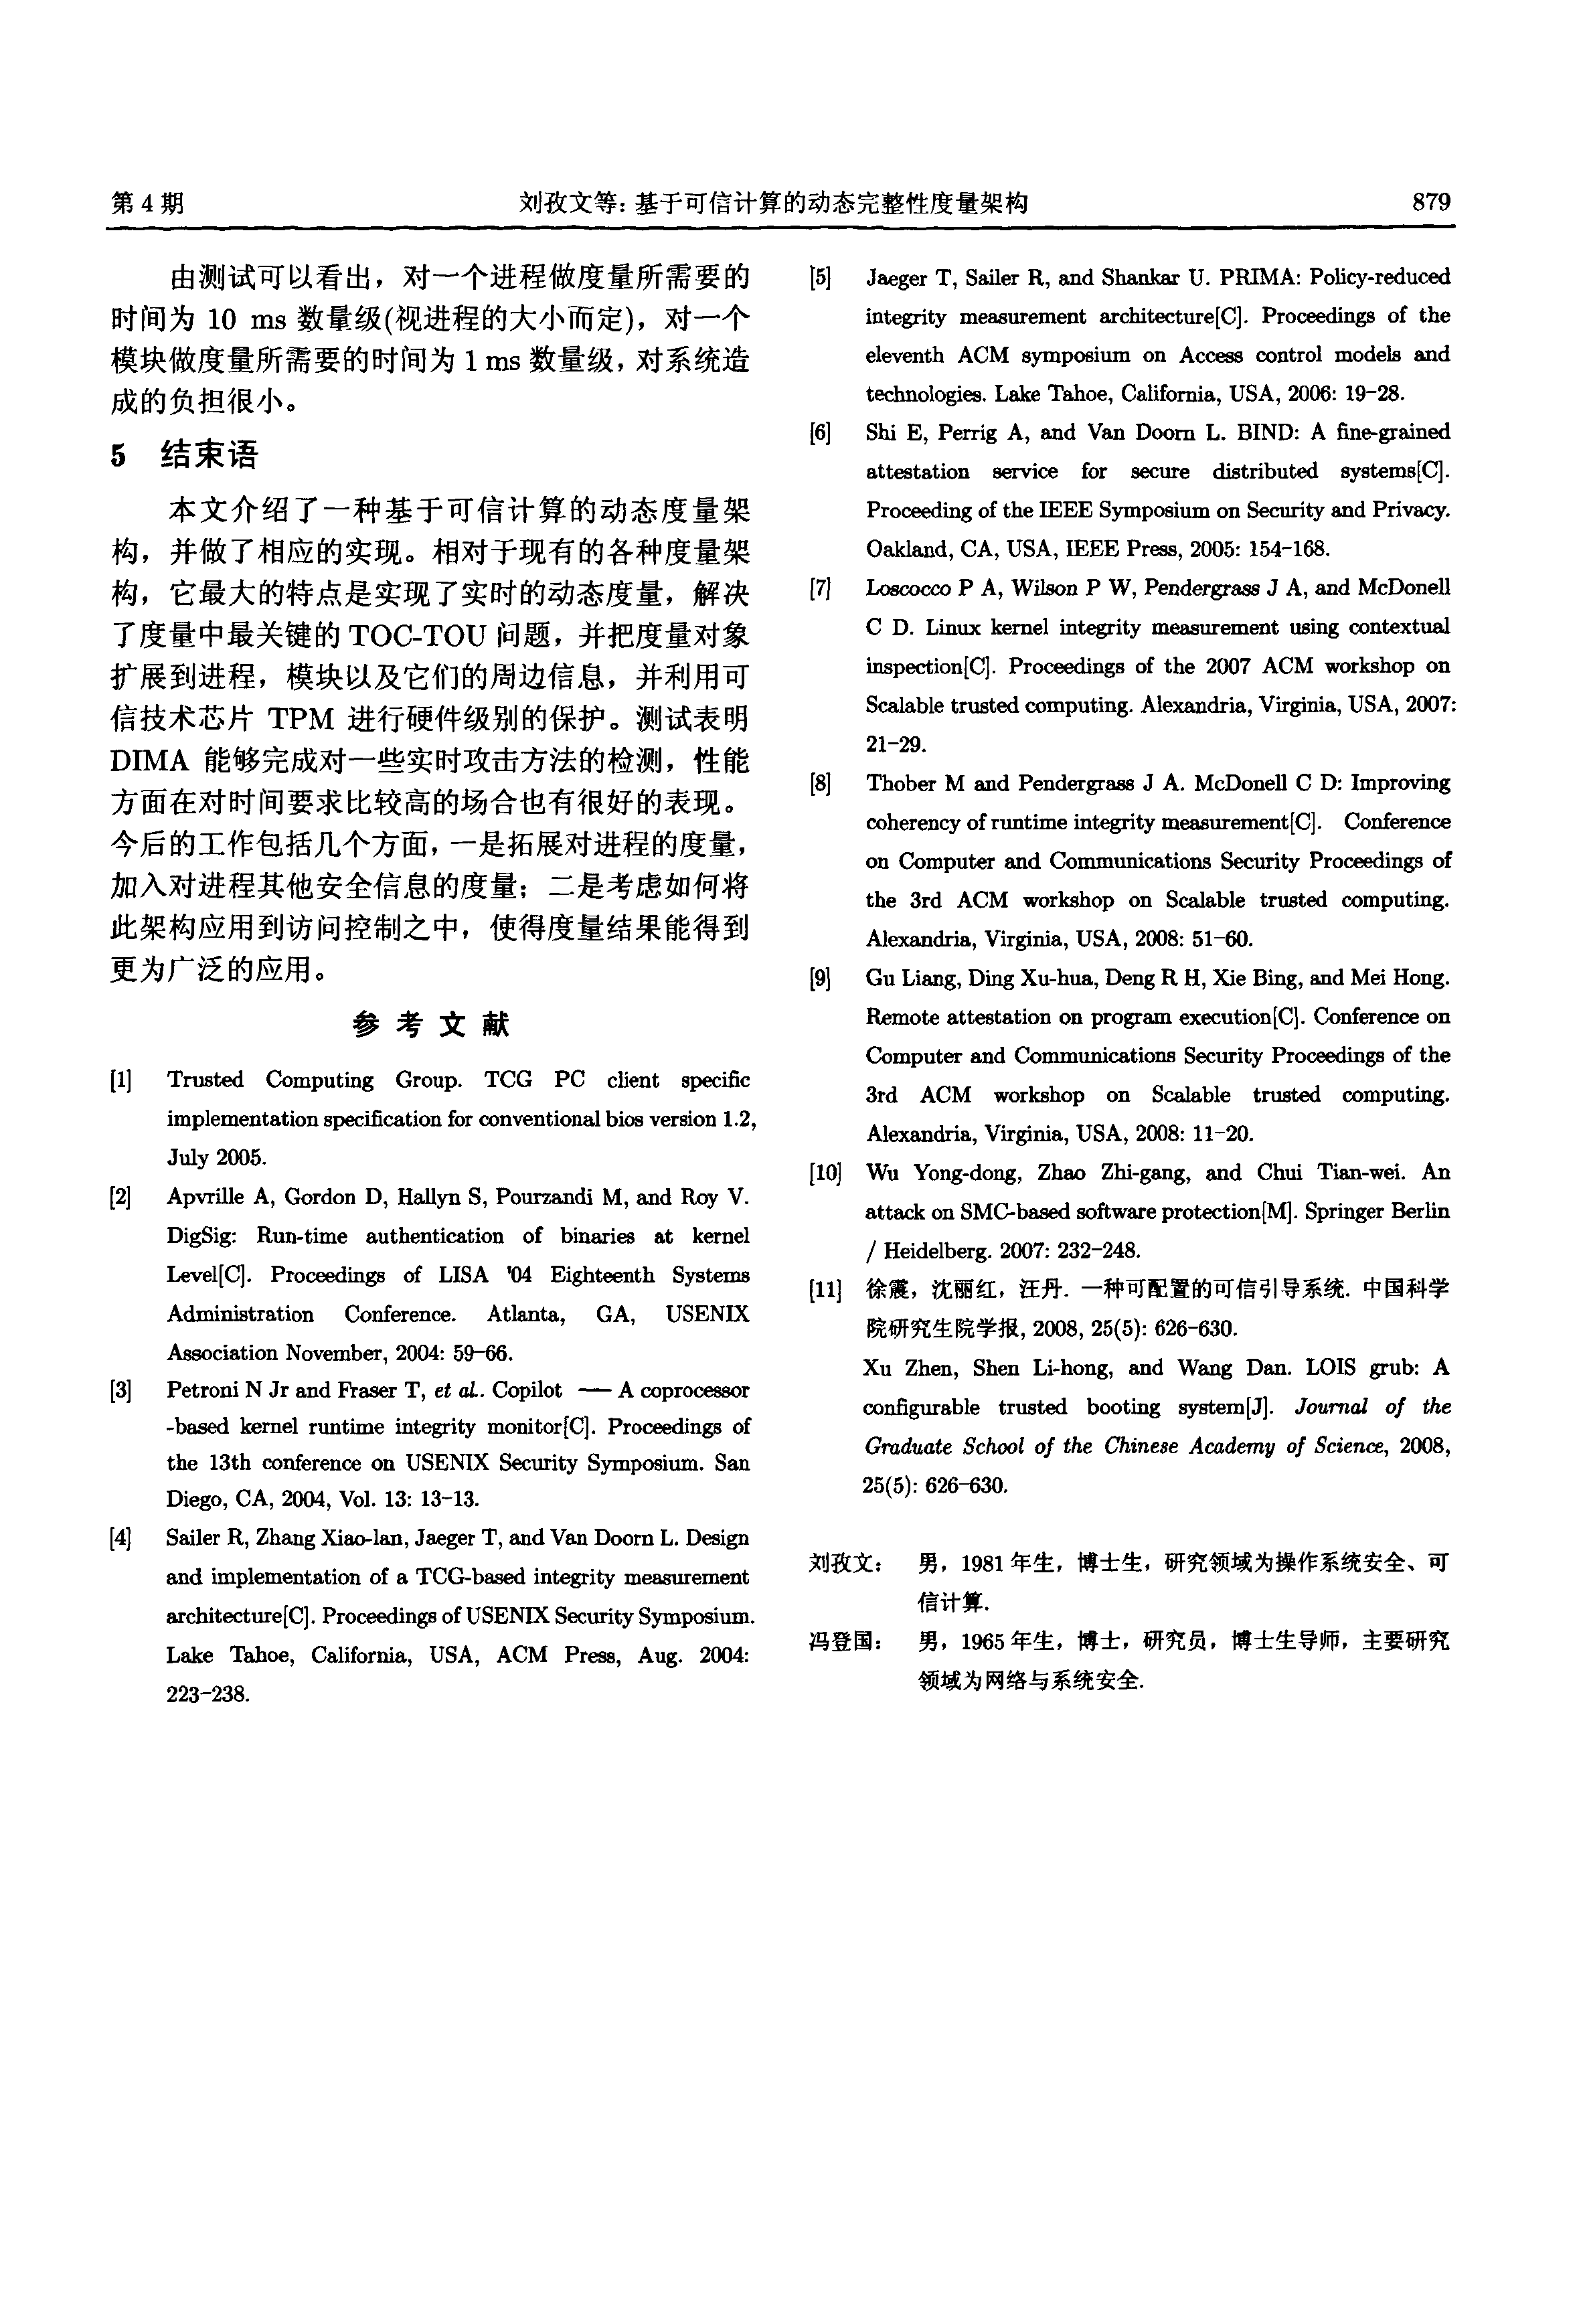 第 4 期
刘孜文等: 基于可信计算的动态完整性度量架构
879
由测试可以看出，对一个进程做度量所需要的
时间为 10 ms 数量级(视进程的大小而定)，对一个
模块做度量所需要的时间为 1 ms 数量级，对系统造
成的负担很小。
5 结束语
本文介绍了一种基于可信计算的动态度量架
构，并做了相应的实现。相对于现有的各种度量架
构，它最大的特点是实现了实时的动态度量，解决
了度量中最关键的 TOC-TOU 问题，并把度量对象
扩展到进程，模块以及它们的周边信息，并利用可
信技术芯片 TPM 进行硬件级别的保护。测试表明
DIMA 能够完成对一些实时攻击方法的检测，性能
方面在对时间要求比较高的场合也有很好的表现。
今后的工作包括几个方面，一是拓展对进程的度量，
加入对进程其他安全信息的度量；二是考虑如何将
此架构应用到访问控制之中，使得度量结果能得到
更为广泛的应用。
参 考 文 献
[1] Trusted Computing Group. TCG PC client specific
implementation specification for conventional bios version 1.2,
July 2005.
[2] Apvrille A, Gordon D, Hallyn S, Pourzandi M, and Roy V.
DigSig: Run-time authentication of binaries at kernel
Level[C]. Proceedings of LISA '04 Eighteenth Systems
Administration Conference. Atlanta, GA, USENIX
Association November, 2004: 59-66.
[3] Petroni N Jr and Fraser T, et al.. Copilot — A coprocessor
-based kernel runtime integrity monitor[C]. Proceedings of
the 13th conference on USENIX Security Symposium. San
Diego, CA, 2004, Vol. 13: 13-13.
[4] Sailer R, Zhang Xiao-lan, Jaeger T, and Van Doorn L. Design
and implementation of a TCG-based integrity measurement
architecture[C]. Proceedings of USENIX Security Symposium.
Lake Tahoe, California, USA, ACM Press, Aug. 2004:
223-238.
[5] Jaeger T, Sailer R, and Shankar U. PRIMA: Policy-reduced
integrity measurement architecture[C]. Proceedings of the
eleventh ACM symposium on Access control models and
technologies. Lake Tahoe, California, USA, 2006: 19-28.
[6] Shi E, Perrig A, and Van Doorn L. BIND: A fine-grained
attestation service for secure distributed systems[C].
Proceeding of the IEEE Symposium on Security and Privacy.
Oakland, CA, USA, IEEE Press, 2005: 154-168.
[7] Loscocco P A, Wilson P W, Pendergrass J A, and McDonell
C D. Linux kernel integrity measurement using contextual
inspection[C]. Proceedings of the 2007 ACM workshop on
Scalable trusted computing. Alexandria, Virginia, USA, 2007:
21-29.
[8] Thober M and Pendergrass J A. McDonell C D: Improving
coherency of runtime integrity measurement[C]. Conference
on Computer and Communications Security Proceedings of
the 3rd ACM workshop on Scalable trusted computing.
Alexandria, Virginia, USA, 2008: 51-60.
[9] Gu Liang, Ding Xu-hua, Deng R H, Xie Bing, and Mei Hong.
Remote attestation on program execution[C]. Conference on
Computer and Communications Security Proceedings of the
3rd ACM workshop on Scalable trusted computing.
Alexandria, Virginia, USA, 2008: 11-20.
[10] Wu Yong-dong, Zhao Zhi-gang, and Chui Tian-wei. An
attack on SMC-based software protection[M]. Springer Berlin
/ Heidelberg. 2007: 232-248.
[11] 徐震，沈丽红，汪丹. 一种可配置的可信引导系统. 中国科学
院研究生院学报, 2008, 25(5): 626-630.
Xu Zhen, Shen Li-hong, and Wang Dan. LOIS grub: A
configurable trusted booting system[J]. Journal of the
Graduate School of the Chinese Academy of Science, 2008,
25(5): 626-630.
刘孜文： 男，1981 年生，博士生，研究领域为操作系统安全、可
信计算.
冯登国： 男，1965 年生，博士，研究员，博士生导师，主要研究
领域为网络与系统安全.